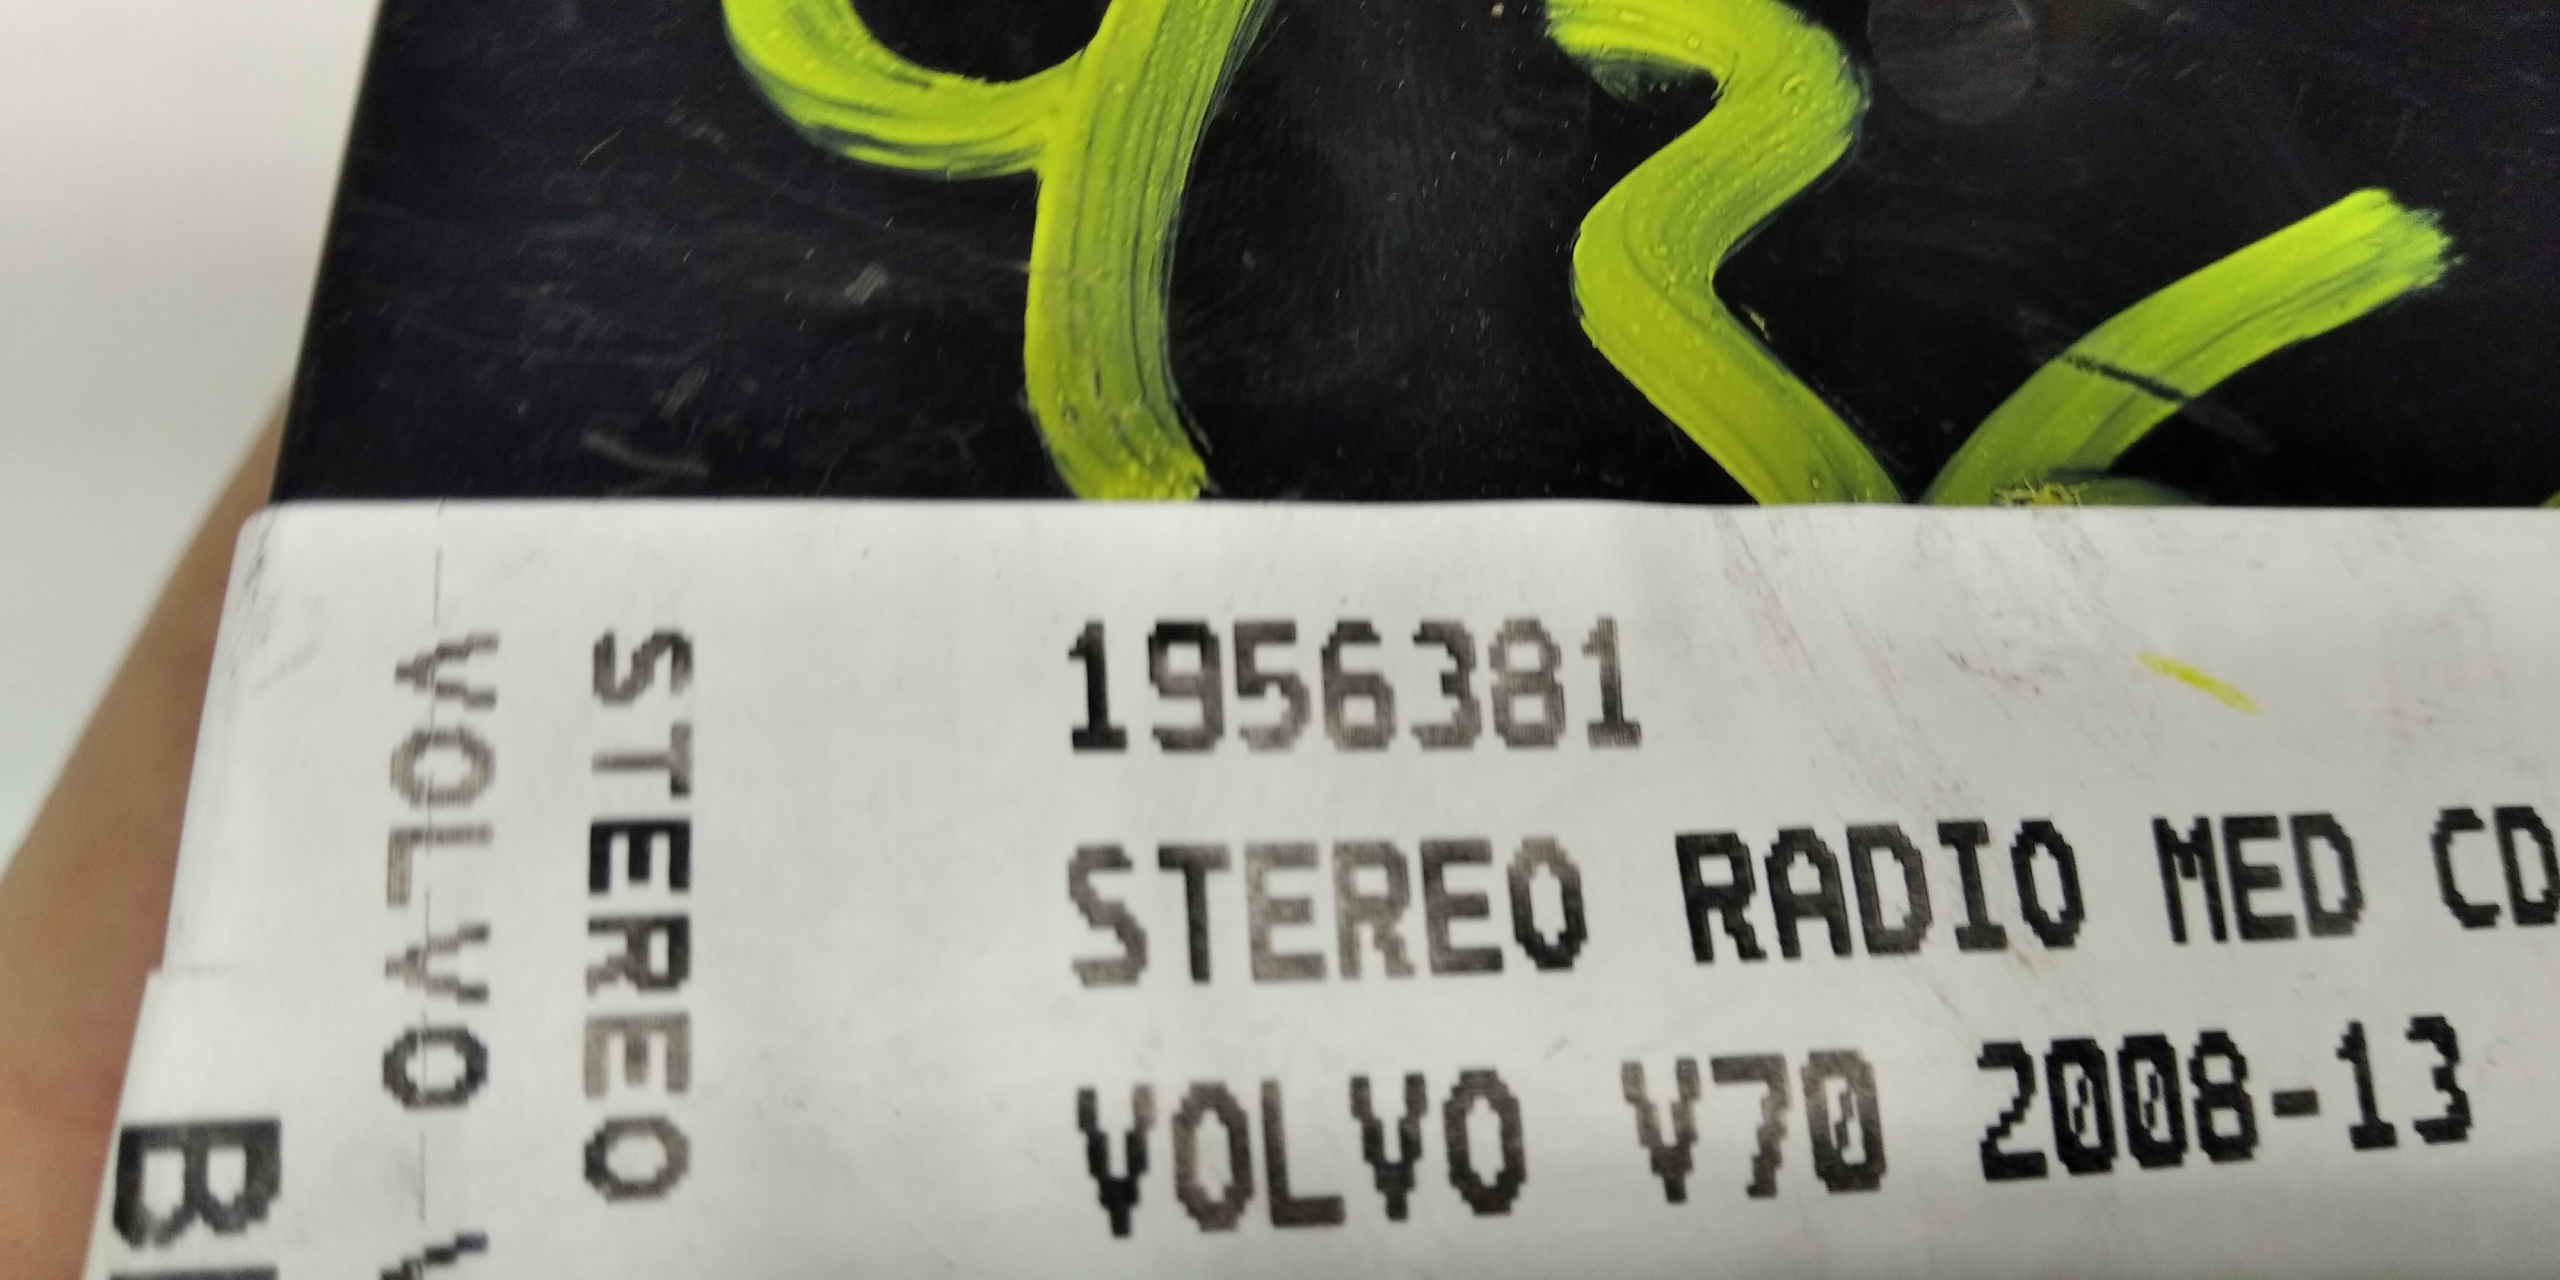 1956381
STEREO RADIO MED CD
VOLVO V70 2008-13
STEREO
VOLVO V